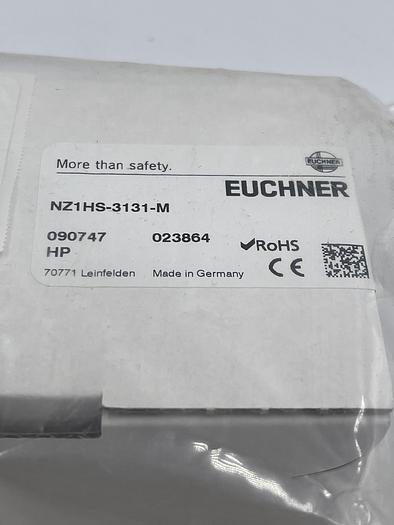 More than safety.
EUCHNER
EUCHNER
NZ1HS-3131-M
090747 023864
HP
RoHS
CE
70771 Leinfelden Made in Germany